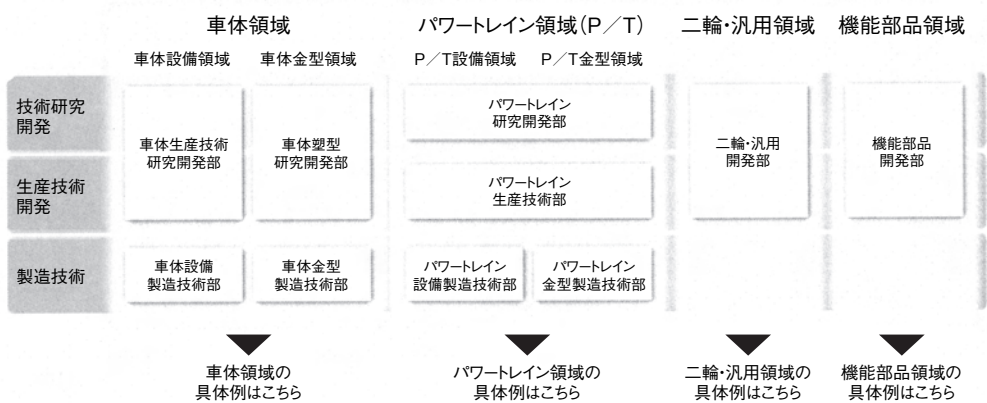 車体領域
パワートレイン領域(P/T)
二輪・汎用領域
機能部品領域
車体設備領域
車体金型領域
P/T設備領域
P/T金型領域
技術研究
開発
生産技術
開発
製造技術
車体生産技術
研究開発部
車体塑型
研究開発部
パワートレイン
研究開発部
パワートレイン
生産技術部
二輪・汎用
開発部
機能部品
開発部
車体設備
製造技術部
車体金型
製造技術部
パワートレイン
設備製造技術部
パワートレイン
金型製造技術部
車体領域の
具体例はこちら
パワートレイン領域の
具体例はこちら
二輪・汎用領域の
具体例はこちら
機能部品領域の
具体例はこちら